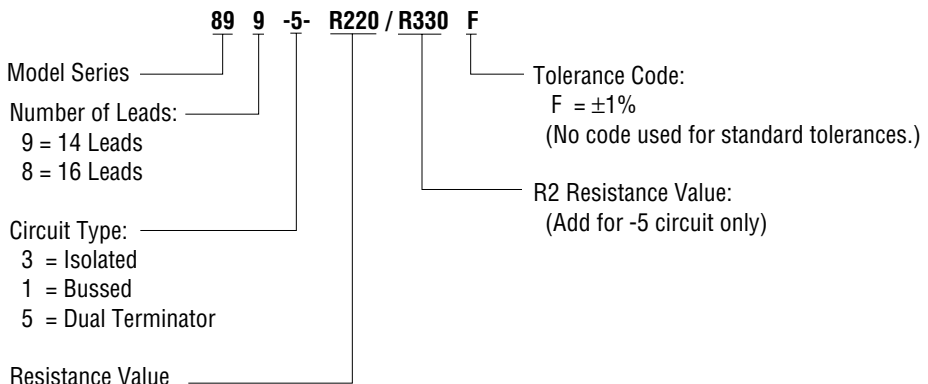 89 9 -5- R220 / R330 F
Model Series
Number of Leads:
9 = 14 Leads
8 = 16 Leads
Circuit Type:
3 = Isolated
1 = Bussed
5 = Dual Terminator
Resistance Value
Tolerance Code:
F = ±1%
(No code used for standard tolerances.)
R2 Resistance Value:
(Add for -5 circuit only)